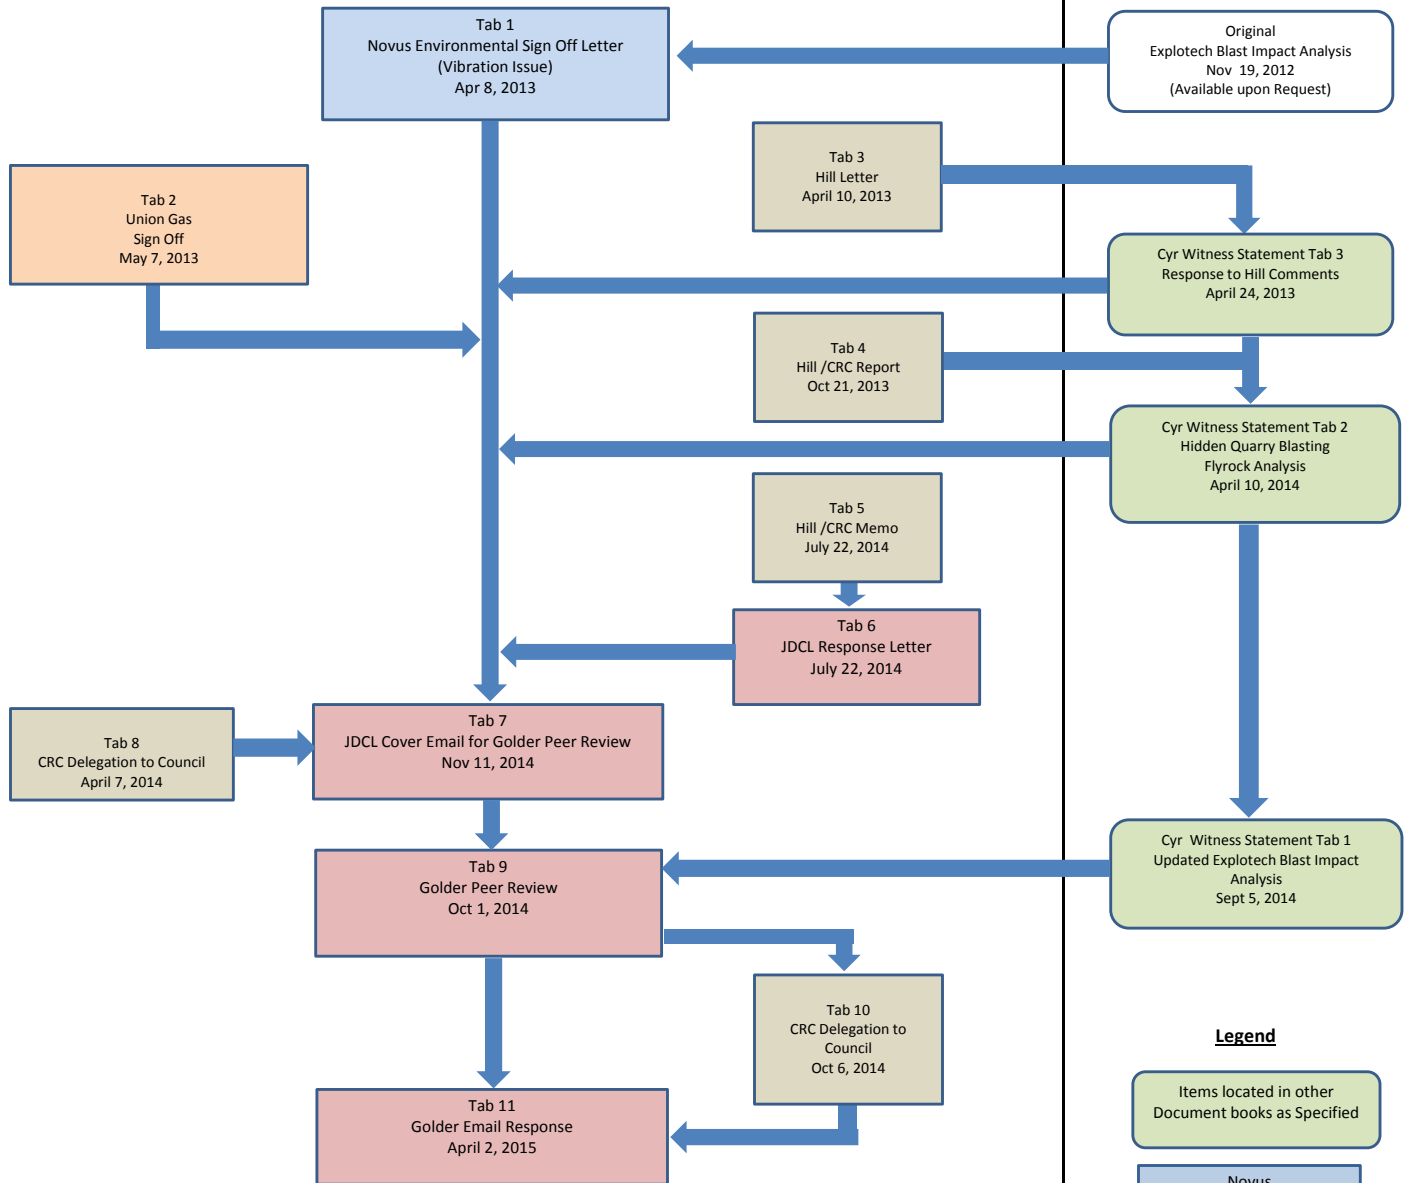 Tab 1
Novus Environmental Sign Off Letter
(Vibration Issue)
Apr 8, 2013
Original
Explotech Blast Impact Analysis
Nov 19, 2012
(Available upon Request)
Tab 3
Hill Letter
April 10, 2013
Tab 2
Union Gas
Sign Off
May 7, 2013
Cyr Witness Statement Tab 3
Response to Hill Comments
April 24, 2013
Tab 4
Hill /CRC Report
Oct 21, 2013
Cyr Witness Statement Tab 2
Hidden Quarry Blasting
Flyrock Analysis
April 10, 2014
Tab 5
Hill /CRC Memo
July 22, 2014
Tab 6
JDCL Response Letter
July 22, 2014
Tab 7
JDCL Cover Email for Golder Peer Review
Nov 11, 2014
Tab 8
CRC Delegation to Council
April 7, 2014
Cyr Witness Statement Tab 1
Updated Explotech Blast Impact
Analysis
Sept 5, 2014
Tab 9
Golder Peer Review
Oct 1, 2014
Tab 10
CRC Delegation to
Council
Oct 6, 2014
Legend
Items located in other
Document books as Specified
Tab 11
Golder Email Response
April 2, 2015
Novus